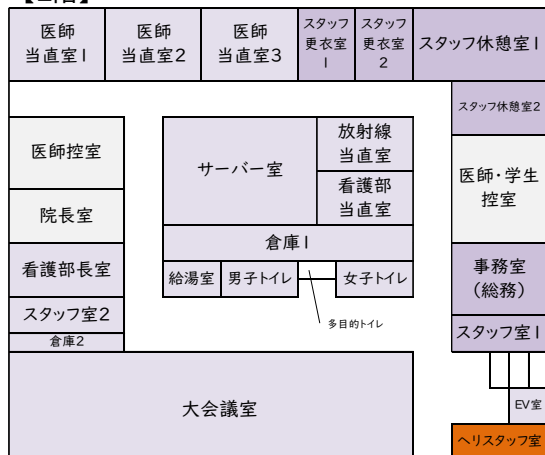 医師
当直室1
医師
当直室2
医師
当直室3
スタッフ
更衣室
1
スタッフ
更衣室
2
スタッフ休憩室1
スタッフ休憩室2
医師控室
サーバー室
放射線
当直室
医師・学生
控室
看護部
当直室
院長室
倉庫1
看護部長室
給湯室
男子トイレ
女子トイレ
事務室
(総務)
スタッフ室2
多目的トイレ
スタッフ室1
倉庫2
大会議室
EV室
ヘリスタッフ室